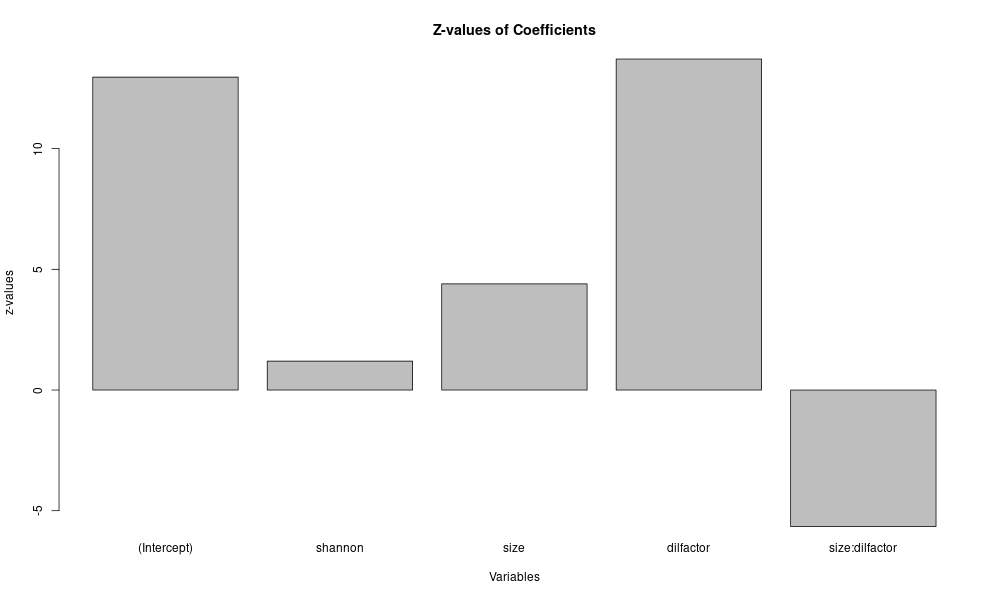 Z-values of Coefficients
z-values
10
5
0
-5
(Intercept)
shannon
size
dilfactor
size:dilfactor
Variables